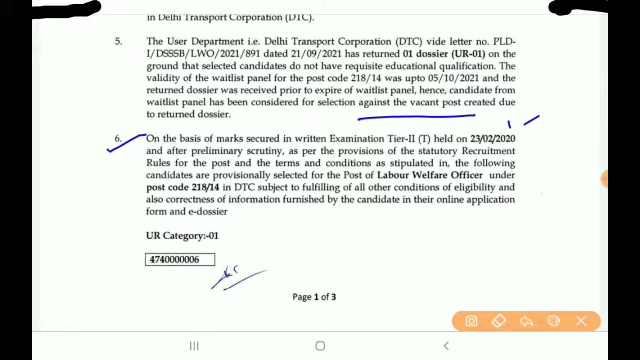 in Delhi Transport Corporation (DTC).
5. The User Department i.e. Delhi Transport Corporation (DTC) vide letter no. PLD-
I/DSSSB/LWO/2021/891 dated 21/09/2021 has returned 01 dossier (UR-01) on
the ground that selected candidates do not have requisite educational qualification.
The validity of the waitlist panel for the post code 218/14 was upto 05/10/2021 and the
returned dossier was received prior to expire of waitlist panel, hence, candidate from
waitlist panel has been considered for selection against the vacant post created due
to returned dossier.
6. On the basis of marks secured in written Examination Tier-II (T) held on 23/02/2020
and after preliminary scrutiny, as per the provisions of the statutory Recruitment
Rules for the post and the terms and conditions as stipulated in, the following
candidates are provisionally selected for the Post of Labour Welfare Officer under
post code 218/14 in DTC subject to fulfilling of all other conditions of eligibility and
also correctness of information furnished by the candidate in their online application
form and e-dossier
UR Category:-01
4740000006
Page 1 of 3